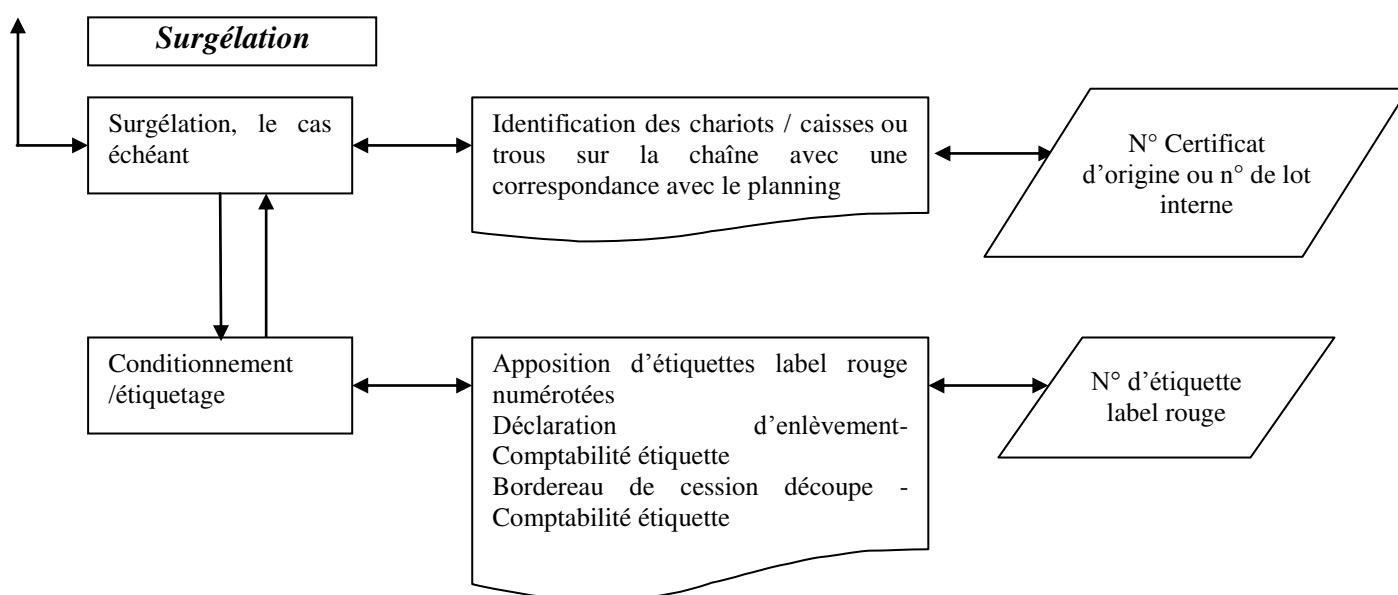 Surgélation
Surgélation, le cas
échéant
Identification des chariots / caisses ou
trous sur la chaîne avec une
correspondance avec le planning
N° Certificat
d'origine ou n° de lot
interne
Conditionnement
/étiquetage
Apposition d'étiquettes label rouge
numérotées
Déclaration d'enlèvement-
Comptabilité étiquette
Bordereau de cession découpe -
Comptabilité étiquette
N° d'étiquette
label rouge